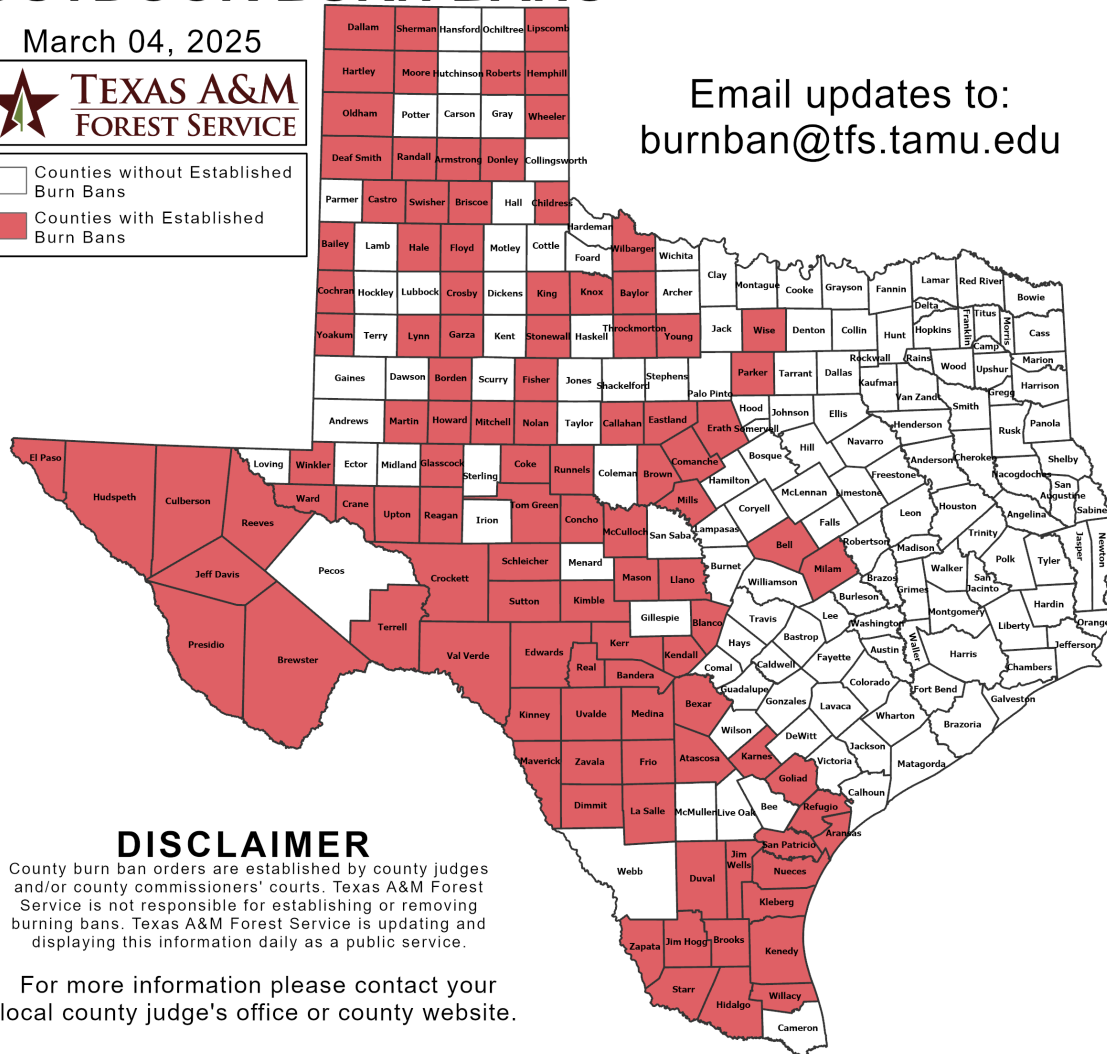 March 04, 2025
TEXAS A&M
FOREST SERVICE
Counties without Established
Burn Bans
Counties with Established
Burn Bans
Email updates to:
burnban@tfs.tamu.edu
Dallam Sherman Hansford Ochiltree Lipscomb
Hartley Moore Hutchinson Roberts Hemphill
Oldham Potter Carson Gray Wheeler
Deaf Smith Randall Armstrong Donley Collingsworth
Parmer Castro Swisher Briscoe Hall Childress
Hardeman
Bailey Lamb Hale Floyd Motley Cottle Foard Wilbarger Wichita
Clay Montague Cooke Grayson Fannin Lamar Red River Bowie
Cochran Hockley Lubbock Crosby Dickens King Knox Baylor Archer
Delta Titus Franklin Morris
Yoakum Terry Lynn Garza Kent Stonewall Haskell Throckmorton Young Jack Wise Denton Collin Hunt Hopkins Camp Cass
Rockwall Rains Wood Upshur Marion
Gaines Dawson Borden Scurry Fisher Jones Shackelford Stephens Palo Pinto Parker Tarrant Dallas Kaufman Van Zandt Gregg Harrison
Andrews Martin Howard Mitchell Nolan Taylor Callahan Eastland Erath Somervell Hood Johnson Ellis Henderson Smith Rusk Panola
El Paso Loving Winkler Ector Midland Glasscock Sterling Coke Runnels Coleman Brown Comanche Hamilton Bosque Hill Navarro Freestone Anderson Cherokee Nacogdoches Shelby
San
Augustine
Sabine
Hudspeth Culberson Reeves Ward Crane Upton Reagan Irion Tom Green Concho McCulloch San Saba Mills Lampasas Coryell McLennan Limestone Falls Leon Houston Angelina
Trinity Jasper Newton
Jeff Davis Pecos Crockett Schleicher Menard Mason Llano Burnet Bell Milam Robertson Madison Walker Polk Tyler
San
Jacinto
Williamson Brazos Grimes Burleson
Presidio Brewster Terrell Sutton Kimble Gillespie Blanco Travis Lee Washington Montgomery Liberty Hardin Orange
Val Verde Edwards Kerr Real Bandera Kendall Hays Comal Caldwell Bastrop Fayette Austin Waller Harris Chambers Jefferson
Kinney Uvalde Medina Bexar Guadalupe Gonzales Lavaca Colorado Wharton Fort Bend Brazoria Galveston
Maverick Zavala Frio Atascosa Wilson Karnes DeWitt Victoria Jackson Matagorda
Dimmit La Salle McMullen Live Oak Bee Goliad Refugio Calhoun
Aransas
San Patricio
Webb Duval
Jim
Wells
Nueces
Kleberg
Zapata Jim Hogg Brooks Kenedy
Starr Hidalgo Willacy
Cameron
DISCLAIMER
County burn ban orders are established by county judges
and/or county commissioners' courts. Texas A&M Forest
Service is not responsible for establishing or removing
burning bans. Texas A&M Forest Service is updating and
displaying this information daily as a public service.
For more information please contact your
local county judge's office or county website.